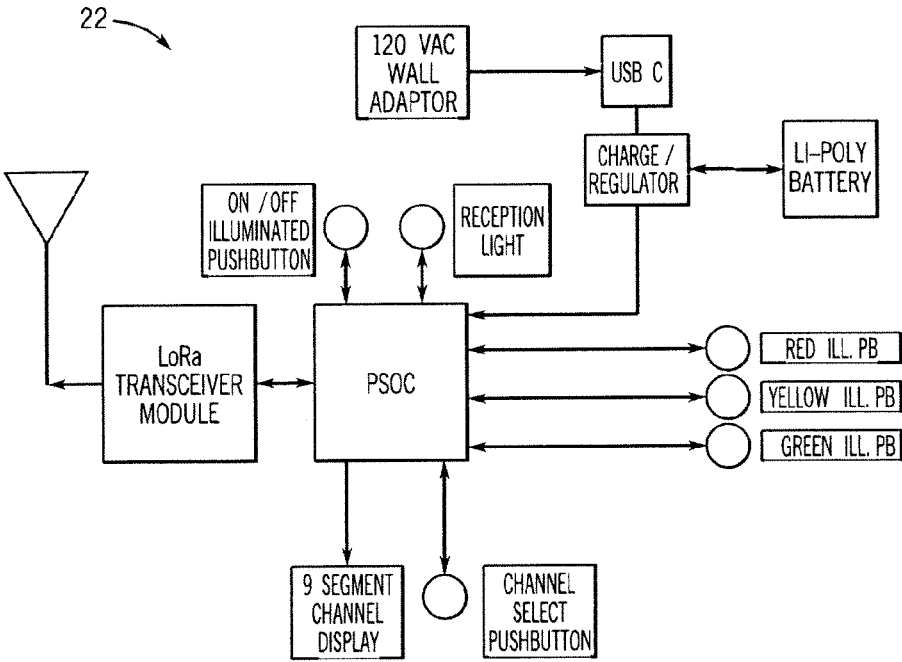 22
120 VAC
WALL
ADAPTOR
USB C
CHARGE /
REGULATOR
LI-POLY
BATTERY
ON / OFF
ILLUMINATED
PUSHBUTTON
RECEPTION
LIGHT
LoRa
TRANSCEIVER
MODULE
PSOC
RED ILL. PB
YELLOW ILL. PB
GREEN ILL. PB
9 SEGMENT
CHANNEL
DISPLAY
CHANNEL
SELECT
PUSHBUTTON